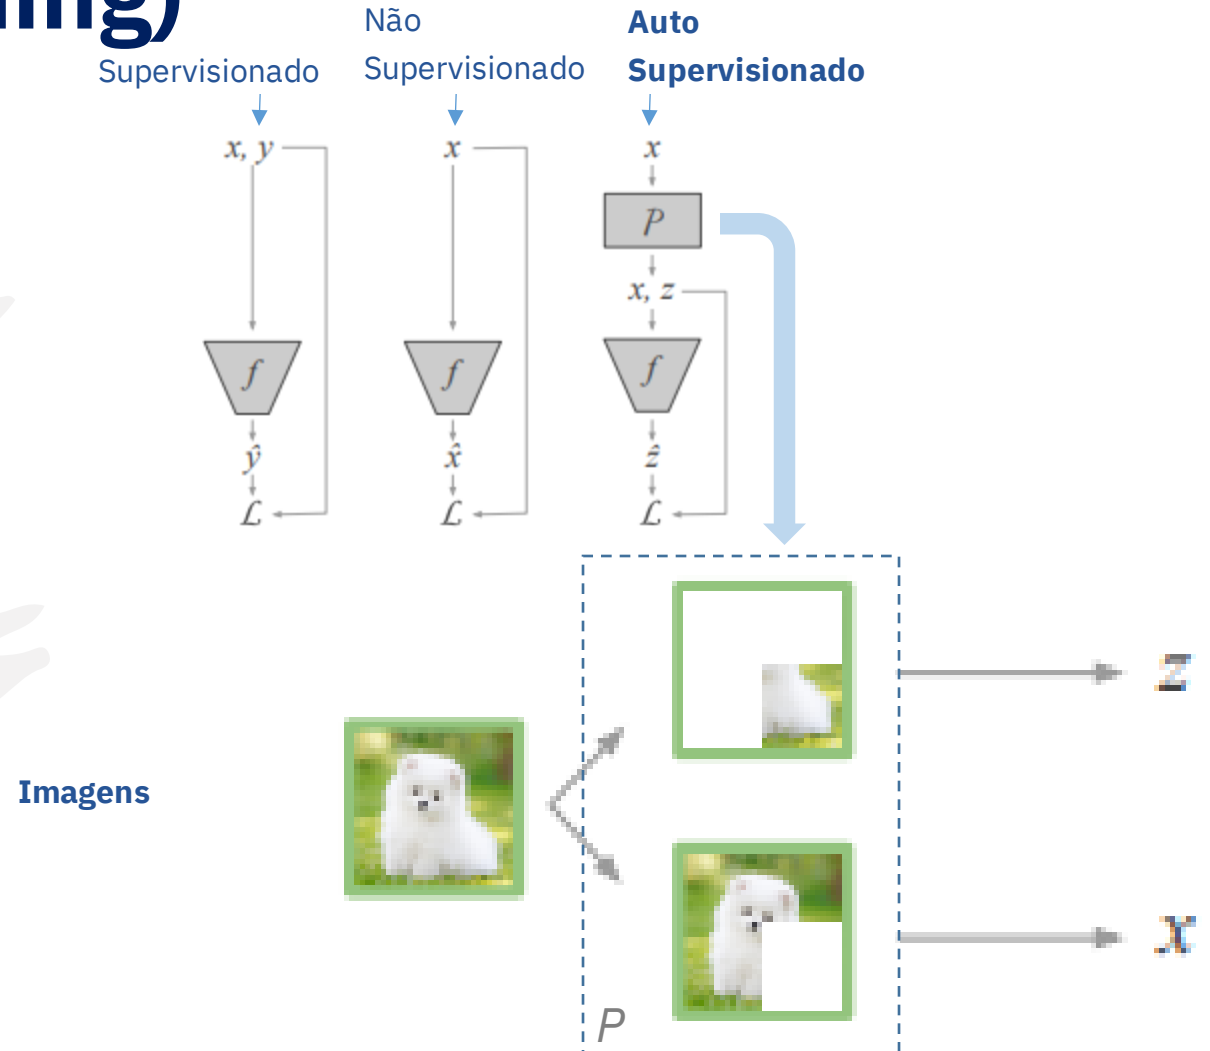 ning)
Supervisionado
Não
Supervisionado
Auto
Supervisionado
x, y
x
x
P
x, z
f
f
f
ŷ
x̂
ẑ
ℒ
ℒ
ℒ
z
Imagens
x
P